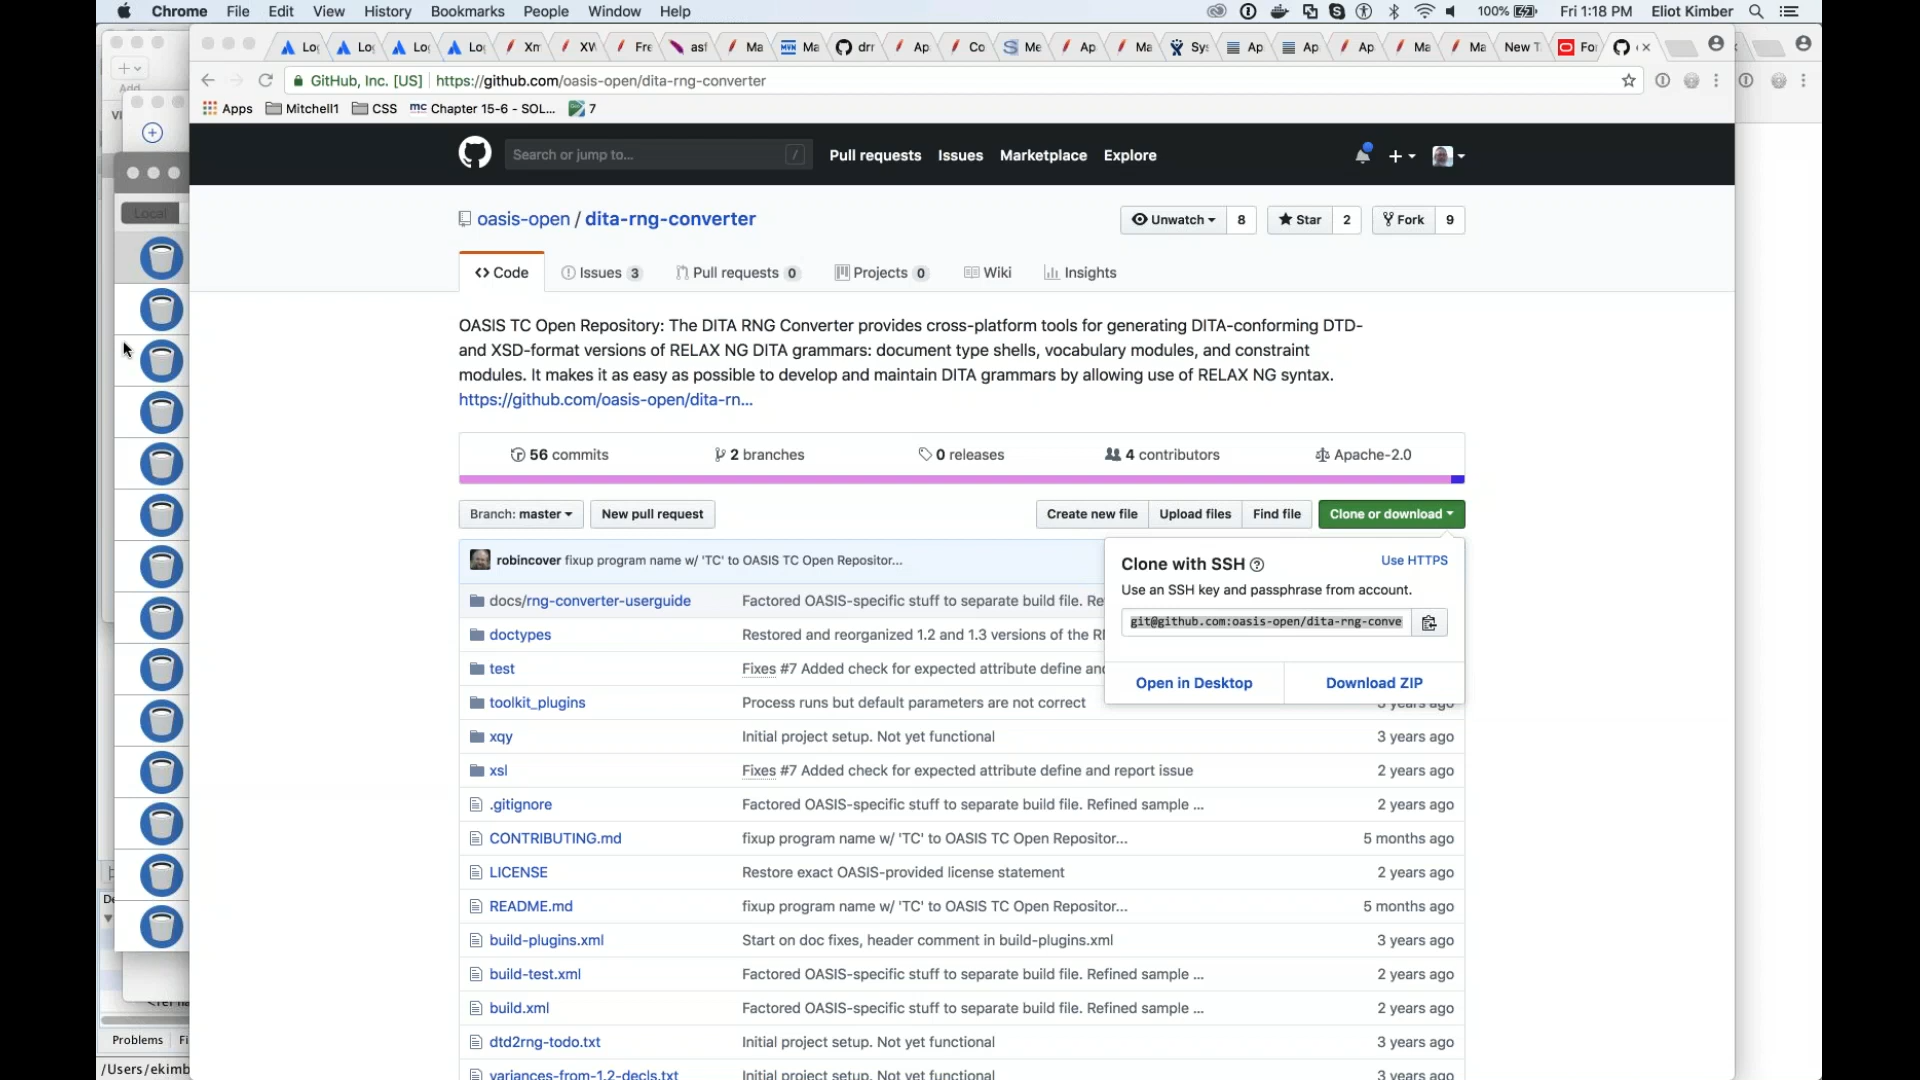 Chrome File Edit View History Bookmarks People Window Help 100% Fri 1:18 PM Eliot Kimber
GitHub, Inc. [US] https://github.com/oasis-open/dita-rng-converter
Apps Mitchell1 CSS Chapter 15-6 - SOL... 7
Search or jump to... / Pull requests Issues Marketplace Explore
Local
oasis-open / dita-rng-converter
Unwatch 8 Star 2 Fork 9
Code Issues 3 Pull requests 0 Projects 0 Wiki Insights
OASIS TC Open Repository: The DITA RNG Converter provides cross-platform tools for generating DITA-conforming DTD-
and XSD-format versions of RELAX NG DITA grammars: document type shells, vocabulary modules, and constraint
modules. It makes it as easy as possible to develop and maintain DITA grammars by allowing use of RELAX NG syntax.
https://github.com/oasis-open/dita-rn...
56 commits 2 branches 0 releases 4 contributors Apache-2.0
Branch: master New pull request Create new file Upload files Find file Clone or download
robincover fixup program name w/ 'TC' to OASIS TC Open Repositor...
Clone with SSH Use HTTPS
Use an SSH key and passphrase from account.
git@github.com:oasis-open/dita-rng-conve
Open in Desktop Download ZIP
docs/rng-converter-userguide Factored OASIS-specific stuff to separate build file. Re
doctypes Restored and reorganized 1.2 and 1.3 versions of the
test Fixes #7 Added check for expected attribute define and
toolkit_plugins Process runs but default parameters are not correct 3 years ago
xqy Initial project setup. Not yet functional 3 years ago
xsl Fixes #7 Added check for expected attribute define and report issue 2 years ago
.gitignore Factored OASIS-specific stuff to separate build file. Refined sample ... 2 years ago
CONTRIBUTING.md fixup program name w/ 'TC' to OASIS TC Open Repositor... 5 months ago
LICENSE Restore exact OASIS-provided license statement 2 years ago
README.md fixup program name w/ 'TC' to OASIS TC Open Repositor... 5 months ago
build-plugins.xml Start on doc fixes, header comment in build-plugins.xml 3 years ago
build-test.xml Factored OASIS-specific stuff to separate build file. Refined sample ... 2 years ago
build.xml Factored OASIS-specific stuff to separate build file. Refined sample ... 2 years ago
dtd2rng-todo.txt Initial project setup. Not yet functional 3 years ago
variances-from-1.2-decls.txt Initial project setup. Not yet functional 3 years ago
Problems
/Users/ekimb